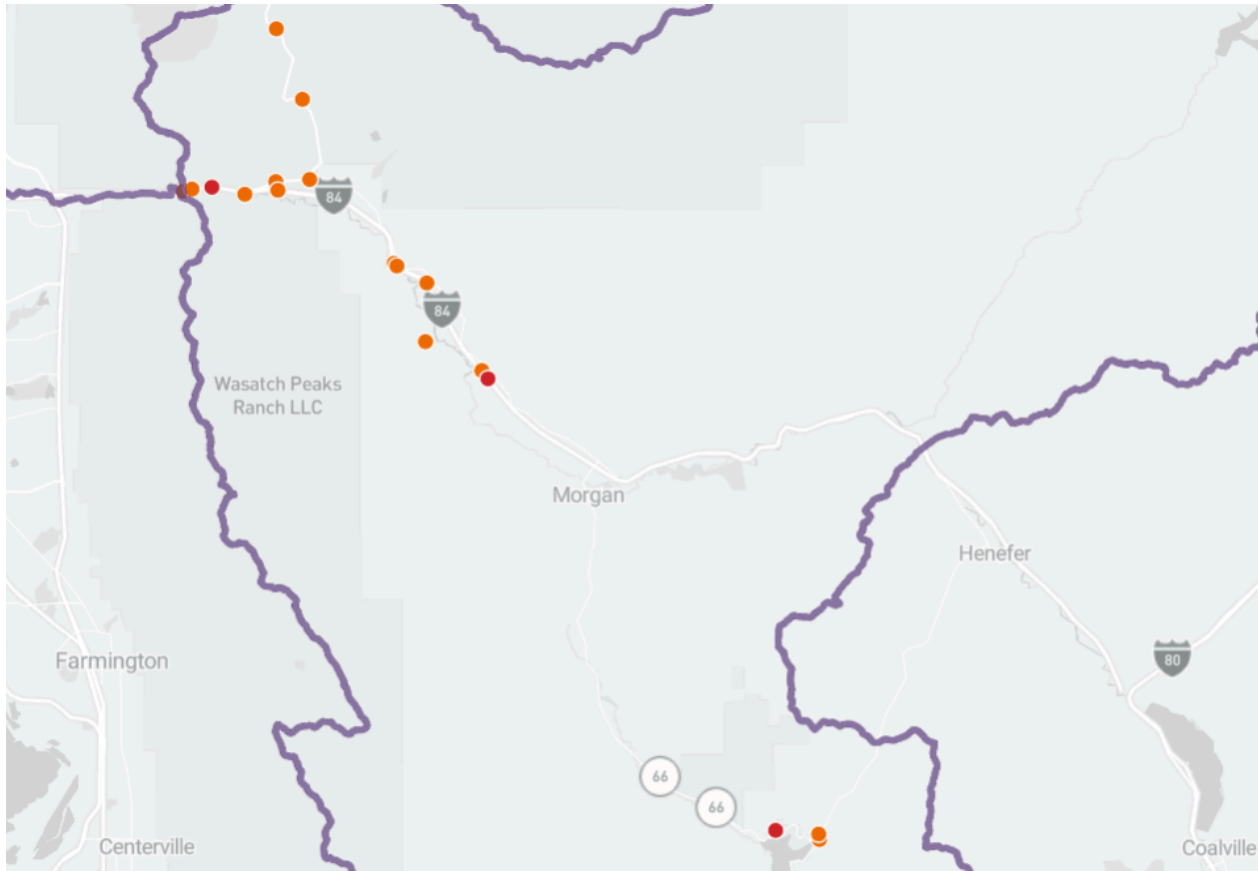 84
84
Wasatch Peaks
Ranch LLC
Morgan
Henefer
Farmington
80
66
66
Centerville
Coalville